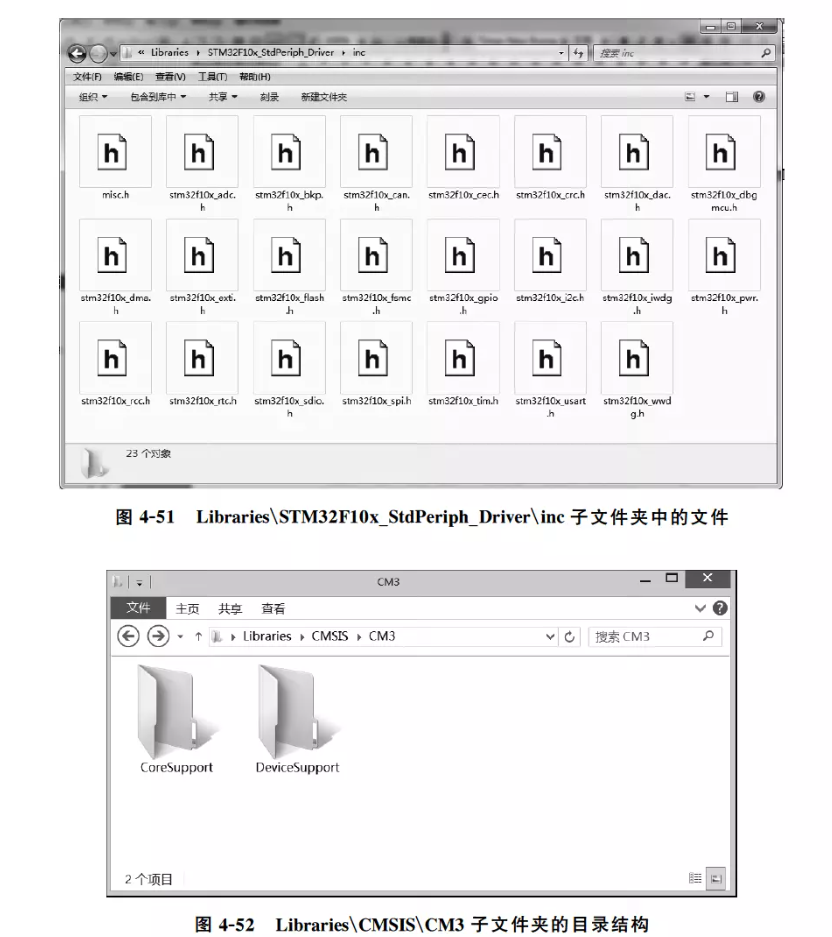 « Libraries › STM32F10x_StdPeriph_Driver › inc
搜索 inc
文件(F) 编辑(E) 查看(V) 工具(T) 帮助(H)
组织 包含到库中 共享 刻录 新建文件夹
misc.h stm32f10x_adc. stm32f10x_bkp. stm32f10x_can. stm32f10x_cec.h stm32f10x_crc.h stm32f10x_dac. stm32f10x_dbg
h h h h mcu.h
stm32f10x_dma. stm32f10x_exti. stm32f10x_flash stm32f10x_fsmc stm32f10x_gpio stm32f10x_i2c.h stm32f10x_iwdg stm32f10x_pwr.
h h .h .h .h .h h
stm32f10x_rcc.h stm32f10x_rtc.h stm32f10x_sdio. stm32f10x_spi.h stm32f10x_tim.h stm32f10x_usart stm32f10x_wwd
h .h g.h
23 个对象
图 4-51 Libraries\STM32F10x_StdPeriph_Driver\inc 子文件夹中的文件
CM3
文件 主页 共享 查看
Libraries › CMSIS › CM3
搜索 CM3
CoreSupport DeviceSupport
2 个项目
图 4-52 Libraries\CMSIS\CM3 子文件夹的目录结构